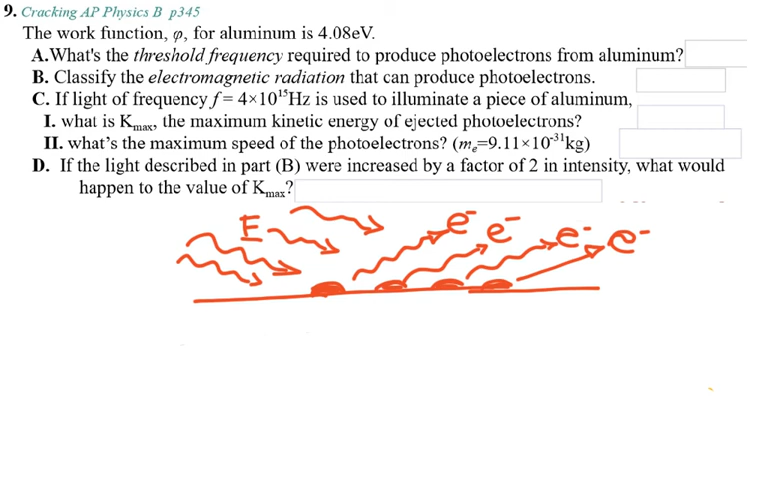 9. Cracking AP Physics B p345
The work function, φ, for aluminum is 4.08eV.
A.What's the threshold frequency required to produce photoelectrons from aluminum?
B. Classify the electromagnetic radiation that can produce photoelectrons.
C. If light of frequency f = 4×10¹⁵Hz is used to illuminate a piece of aluminum,
I. what is Kmax, the maximum kinetic energy of ejected photoelectrons?
II. what's the maximum speed of the photoelectrons? (me=9.11×10⁻³¹kg)
D. If the light described in part (B) were increased by a factor of 2 in intensity, what would
happen to the value of Kmax?
E e⁻ e⁻ e⁻ e⁻